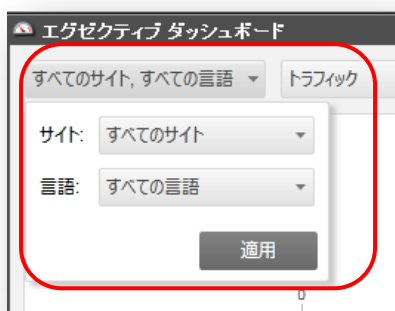 エグゼクティブ ダッシュボード
すべてのサイト, すべての言語 トラフィック
サイト: すべてのサイト
言語: すべての言語
適用
0